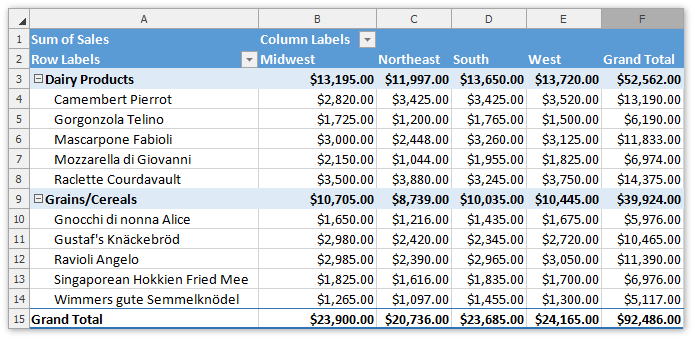 A B C D E F
1 Sum of Sales Column Labels
2 Row Labels Midwest Northeast South West Grand Total
3 Dairy Products $13,195.00 $11,997.00 $13,650.00 $13,720.00 $52,562.00
4 Camembert Pierrot $2,820.00 $3,425.00 $3,425.00 $3,520.00 $13,190.00
5 Gorgonzola Telino $1,725.00 $1,200.00 $1,765.00 $1,500.00 $6,190.00
6 Mascarpone Fabioli $3,000.00 $2,448.00 $3,260.00 $3,125.00 $11,833.00
7 Mozzarella di Giovanni $2,150.00 $1,044.00 $1,955.00 $1,825.00 $6,974.00
8 Raclette Courdavault $3,500.00 $3,880.00 $3,245.00 $3,750.00 $14,375.00
9 Grains/Cereals $10,705.00 $8,739.00 $10,035.00 $10,445.00 $39,924.00
10 Gnocchi di nonna Alice $1,650.00 $1,216.00 $1,435.00 $1,675.00 $5,976.00
11 Gustaf's Knäckebröd $2,980.00 $2,420.00 $2,345.00 $2,720.00 $10,465.00
12 Ravioli Angelo $2,985.00 $2,390.00 $2,965.00 $3,050.00 $11,390.00
13 Singaporean Hokkien Fried Mee $1,825.00 $1,616.00 $1,835.00 $1,700.00 $6,976.00
14 Wimmers gute Semmelknödel $1,265.00 $1,097.00 $1,455.00 $1,300.00 $5,117.00
15 Grand Total $23,900.00 $20,736.00 $23,685.00 $24,165.00 $92,486.00